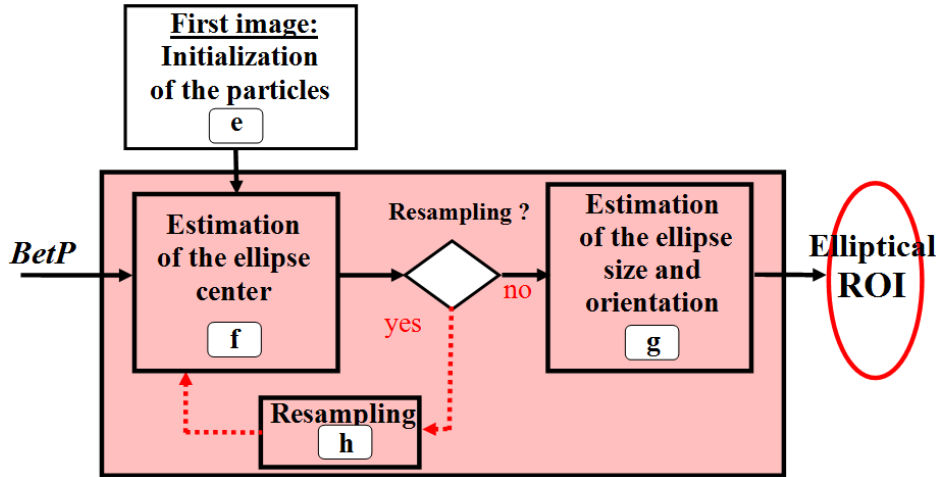 First image:
Initialization
of the particles
e
BetP
Estimation
of the ellipse
center
f
Resampling ?
yes
no
Estimation
of the ellipse
size and
orientation
g
Resampling
h
Elliptical
ROI